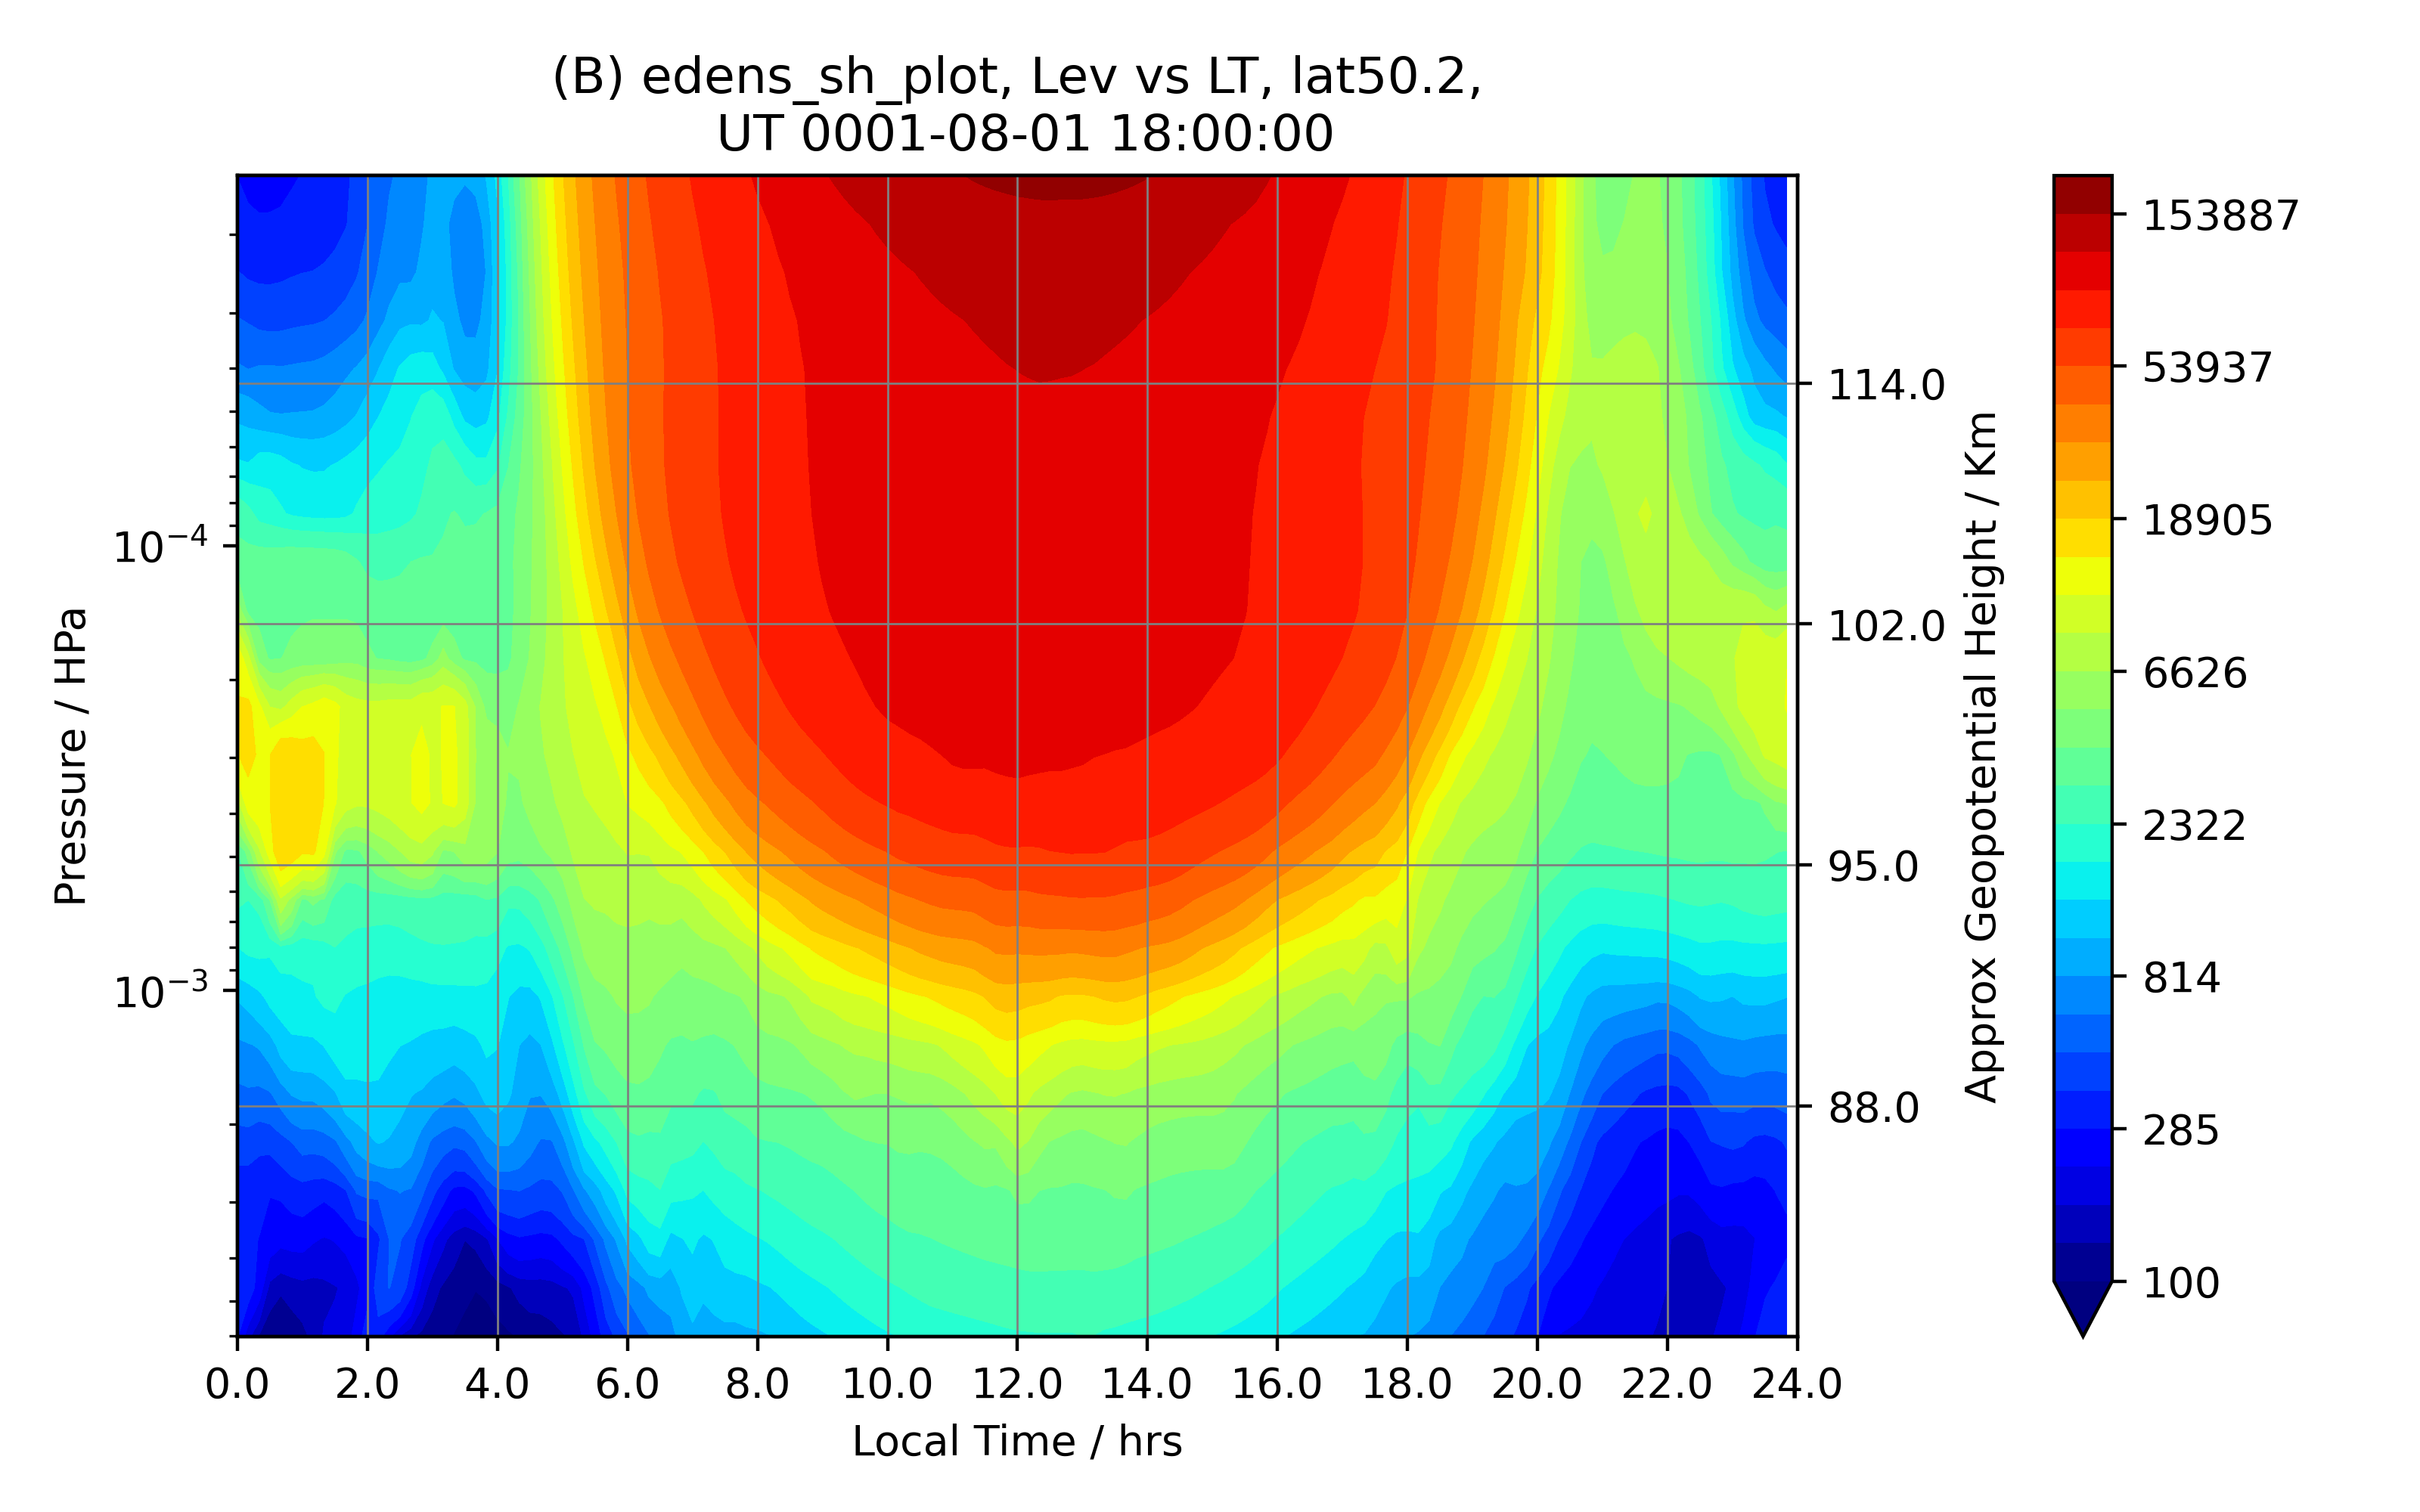 (B) edens_sh_plot, Lev vs LT, lat50.2,
UT 0001-08-01 18:00:00
Pressure / HPa
10⁻⁴
10⁻³
114.0
102.0
95.0
88.0
Approx Geopotential Height / Km
153887
53937
18905
6626
2322
814
285
100
0.0 2.0 4.0 6.0 8.0 10.0 12.0 14.0 16.0 18.0 20.0 22.0 24.0
Local Time / hrs